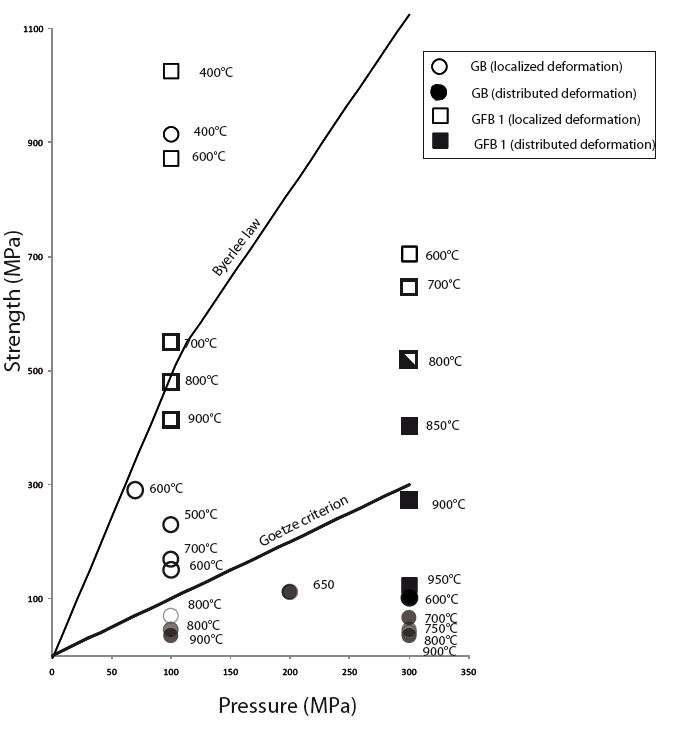 1100
900
700
500
300
100
Strength (MPa)
400°C
400°C
600°C
Byerlee law
700°C
800°C
900°C
600°C
500°C
700°C
600°C
Goetze criterion
800°C
800°C
900°C
650
GB (localized deformation)
GB (distributed deformation)
GFB 1 (localized deformation)
GFB 1 (distributed deformation)
600°C
700°C
800°C
850°C
900°C
950°C
600°C
700°C
750°C
800°C
900°C
0 50 100 150 200 250 300 350
Pressure (MPa)